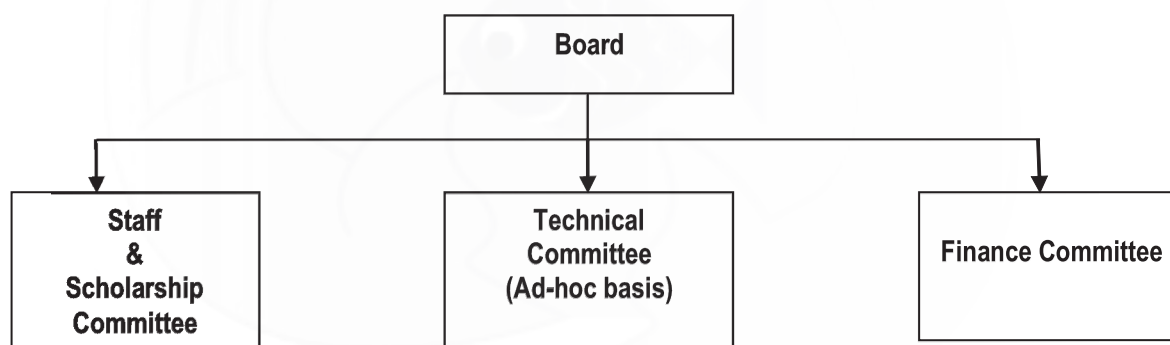 Board
Staff
&
Scholarship
Committee
Technical
Committee
(Ad-hoc basis)
Finance Committee